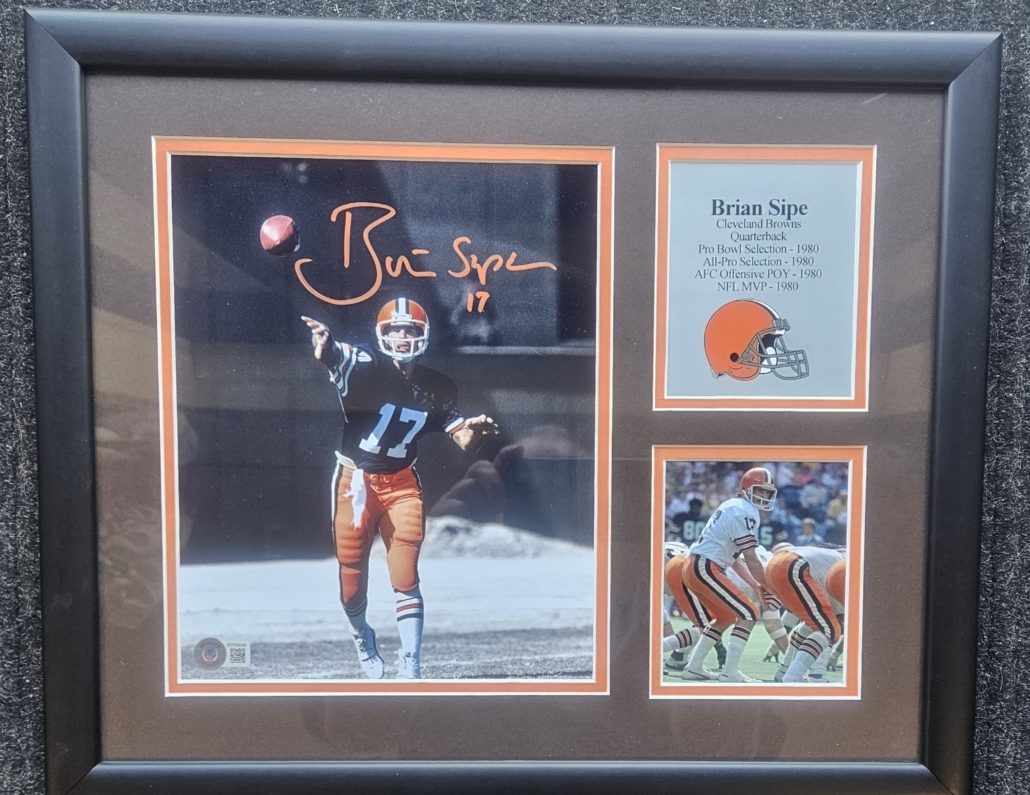 Brian Sipe
17
17
Brian Sipe
Cleveland Browns
Quarterback
Pro Bowl Selection - 1980
All-Pro Selection - 1980
AFC Offensive POY - 1980
NFL MVP - 1980
17